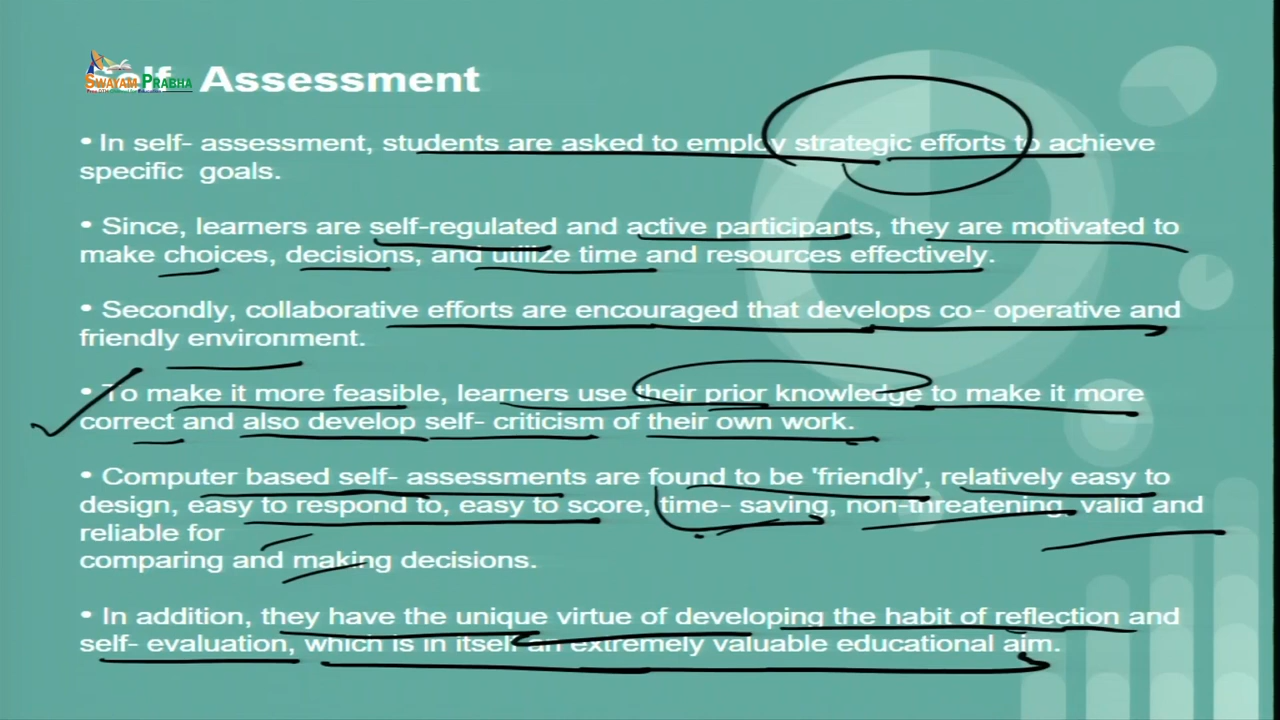 Self- Assessment
SWAYAM PRABHA
• In self- assessment, students are asked to employ strategic efforts to achieve
specific goals.
• Since, learners are self-regulated and active participants, they are motivated to
make choices, decisions, and utilize time and resources effectively.
• Secondly, collaborative efforts are encouraged that develops co- operative and
friendly environment.
• To make it more feasible, learners use their prior knowledge to make it more
correct and also develop self- criticism of their own work.
• Computer based self- assessments are found to be 'friendly', relatively easy to
design, easy to respond to, easy to score, time- saving, non-threatening, valid and
reliable for
comparing and making decisions.
• In addition, they have the unique virtue of developing the habit of reflection and
self- evaluation, which is in itself an extremely valuable educational aim.